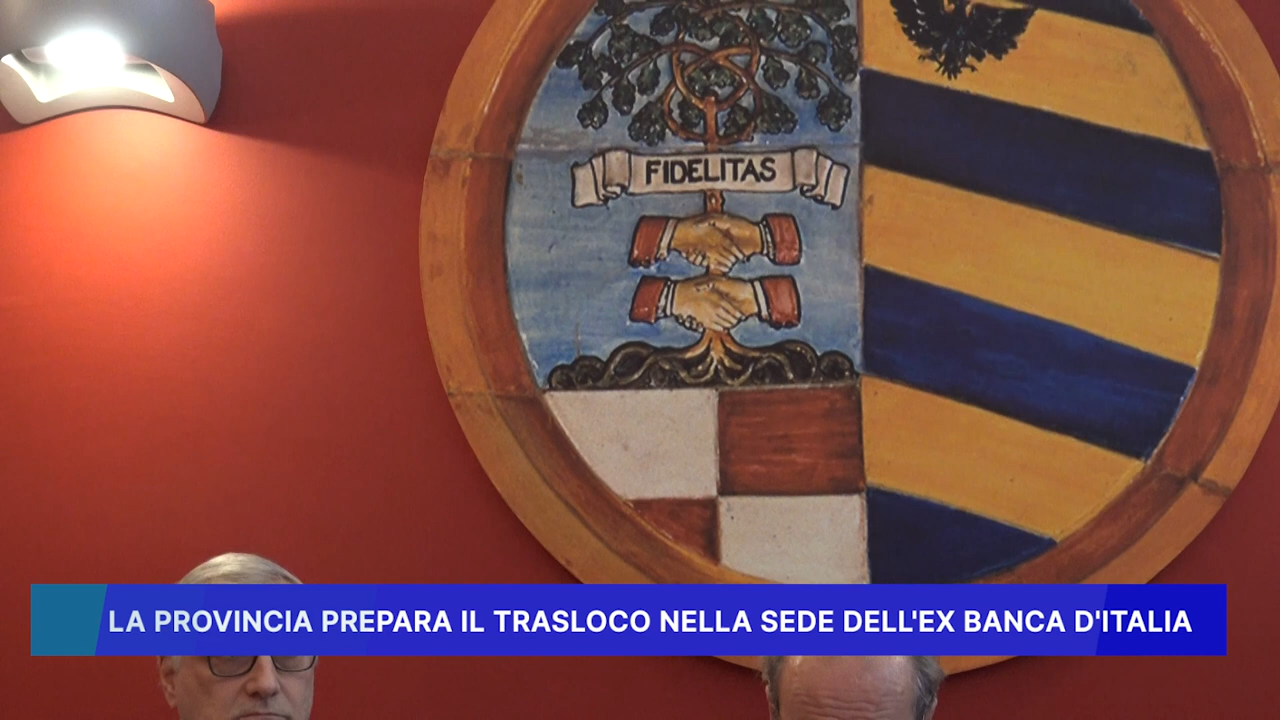 FIDELITAS
LA PROVINCIA PREPARA IL TRASLOCO NELLA SEDE DELL'EX BANCA D'ITALIA